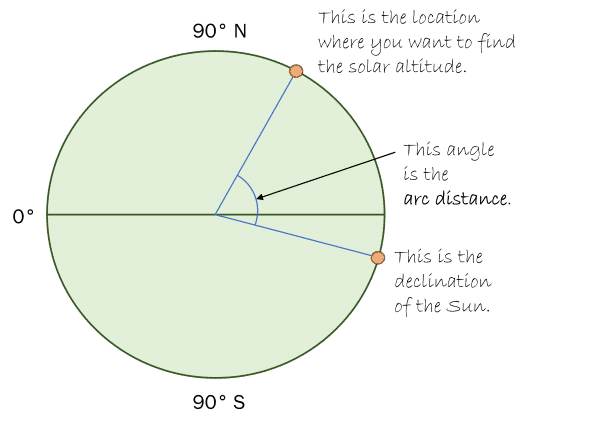 90° N
This is the location
where you want to find
the solar altitude.
This angle
is the
arc distance.
0°
This is the
declination
of the Sun.
90° S